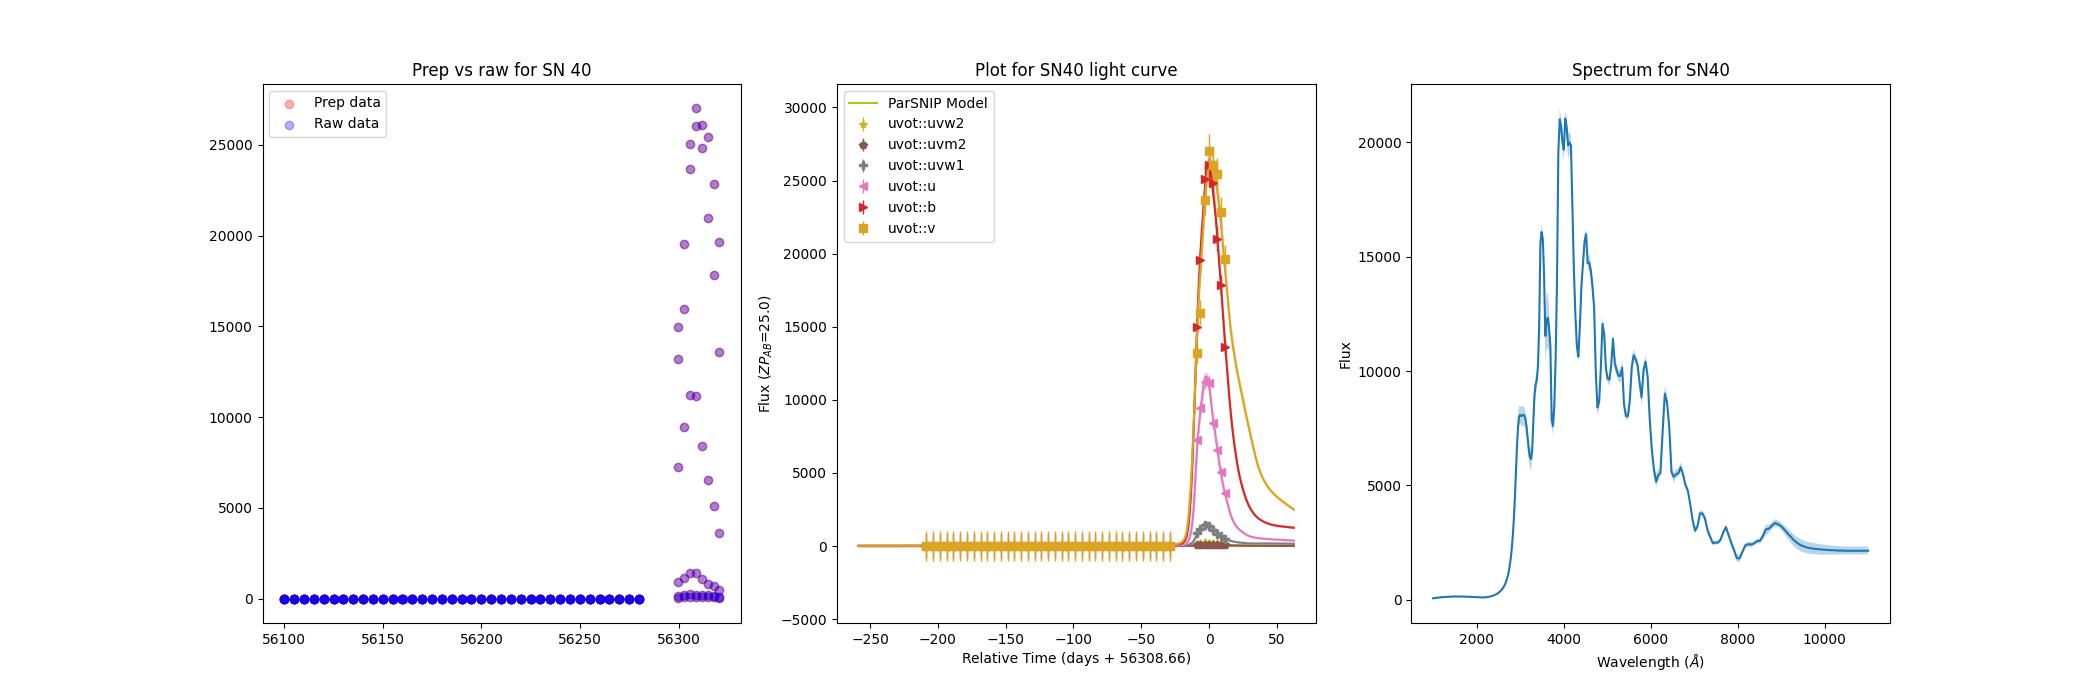 Prep vs raw for SN 40
Prep data
Raw data
25000
20000
15000
10000
5000
0
56100
56150
56200
56250
56300
Plot for SN40 light curve
ParSNIP Model
uvot::uvw2
uvot::uvm2
uvot::uvw1
uvot::u
uvot::b
uvot::v
Flux (ZP_AB=25.0)
30000
25000
20000
15000
10000
5000
0
−5000
−250
−200
−150
−100
−50
0
50
Relative Time (days + 56308.66)
Spectrum for SN40
Flux
20000
15000
10000
5000
0
2000
4000
6000
8000
10000
Wavelength (Å)